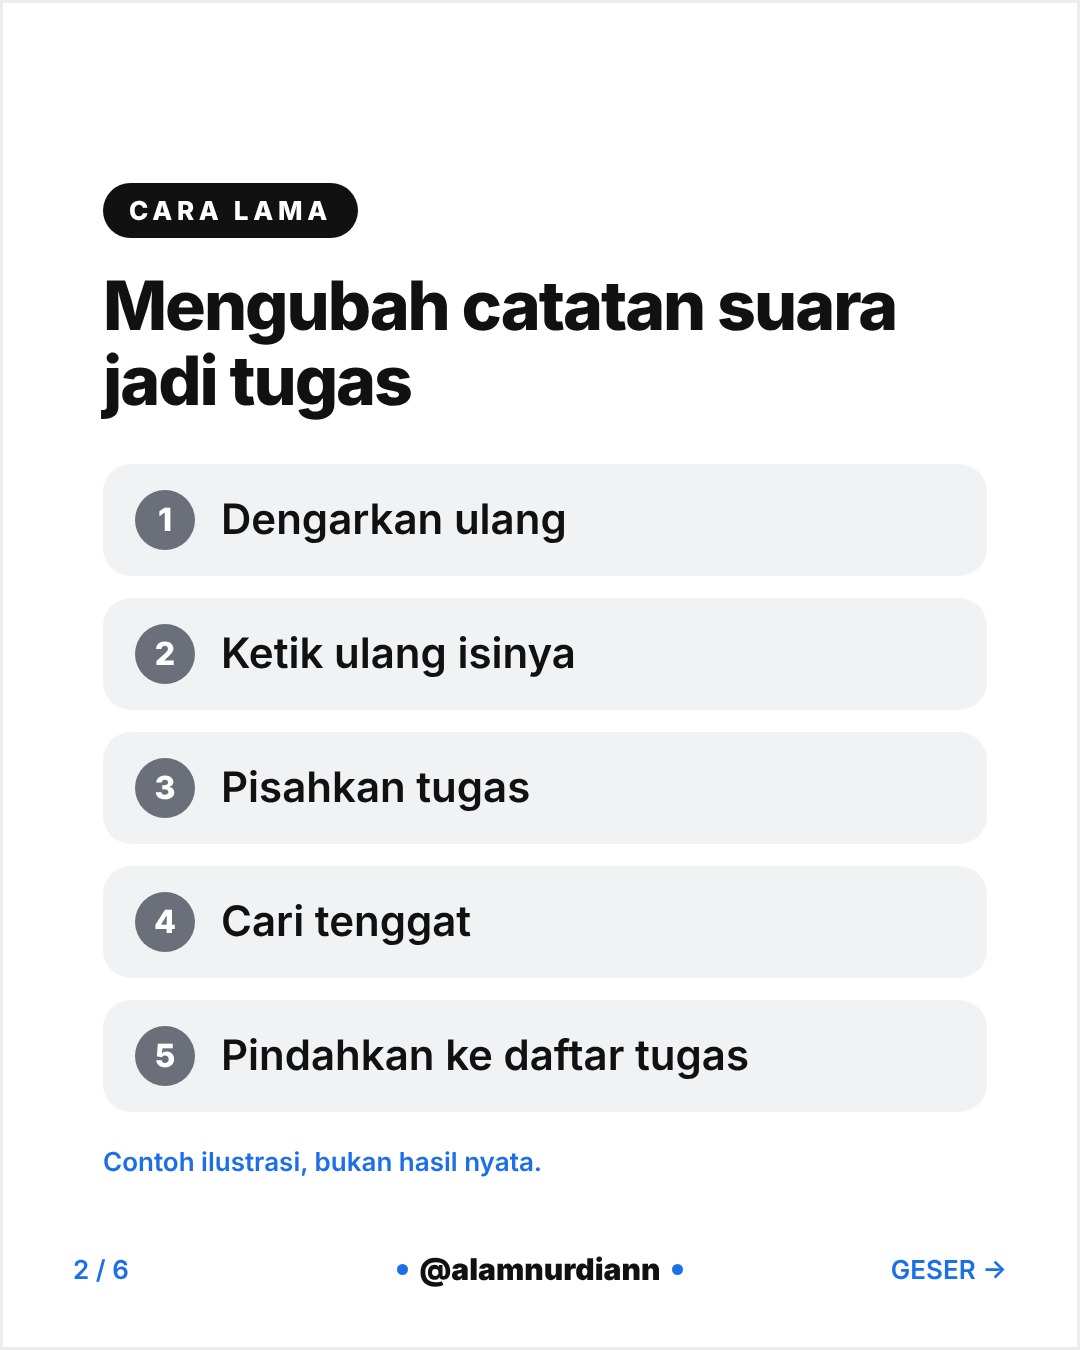 CARA LAMA
Mengubah catatan suara
jadi tugas
1 Dengarkan ulang
2 Ketik ulang isinya
3 Pisahkan tugas
4 Cari tenggat
5 Pindahkan ke daftar tugas
Contoh ilustrasi, bukan hasil nyata.
2 / 6 • @alamnurdiann • GESER →